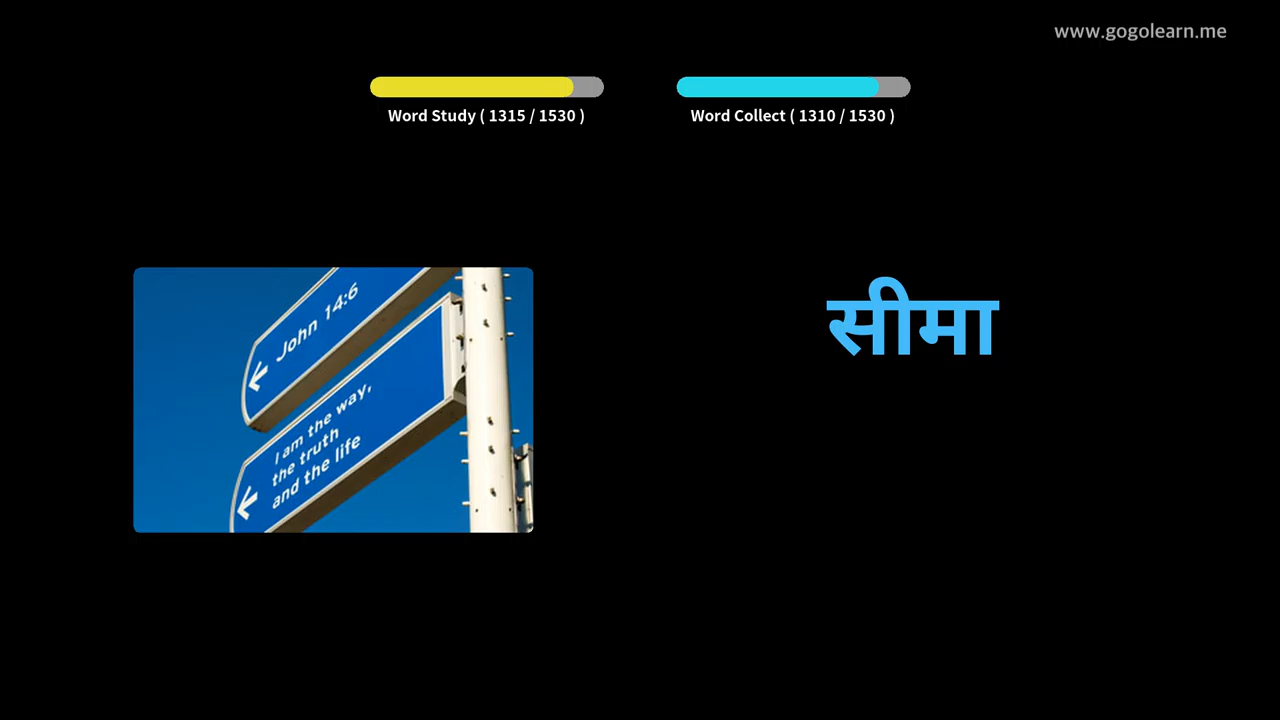 www.gogolearn.me
Word Study ( 1315 / 1530 )
Word Collect ( 1310 / 1530 )
John 14:6
I am the way,
the truth
and the life
सीमा